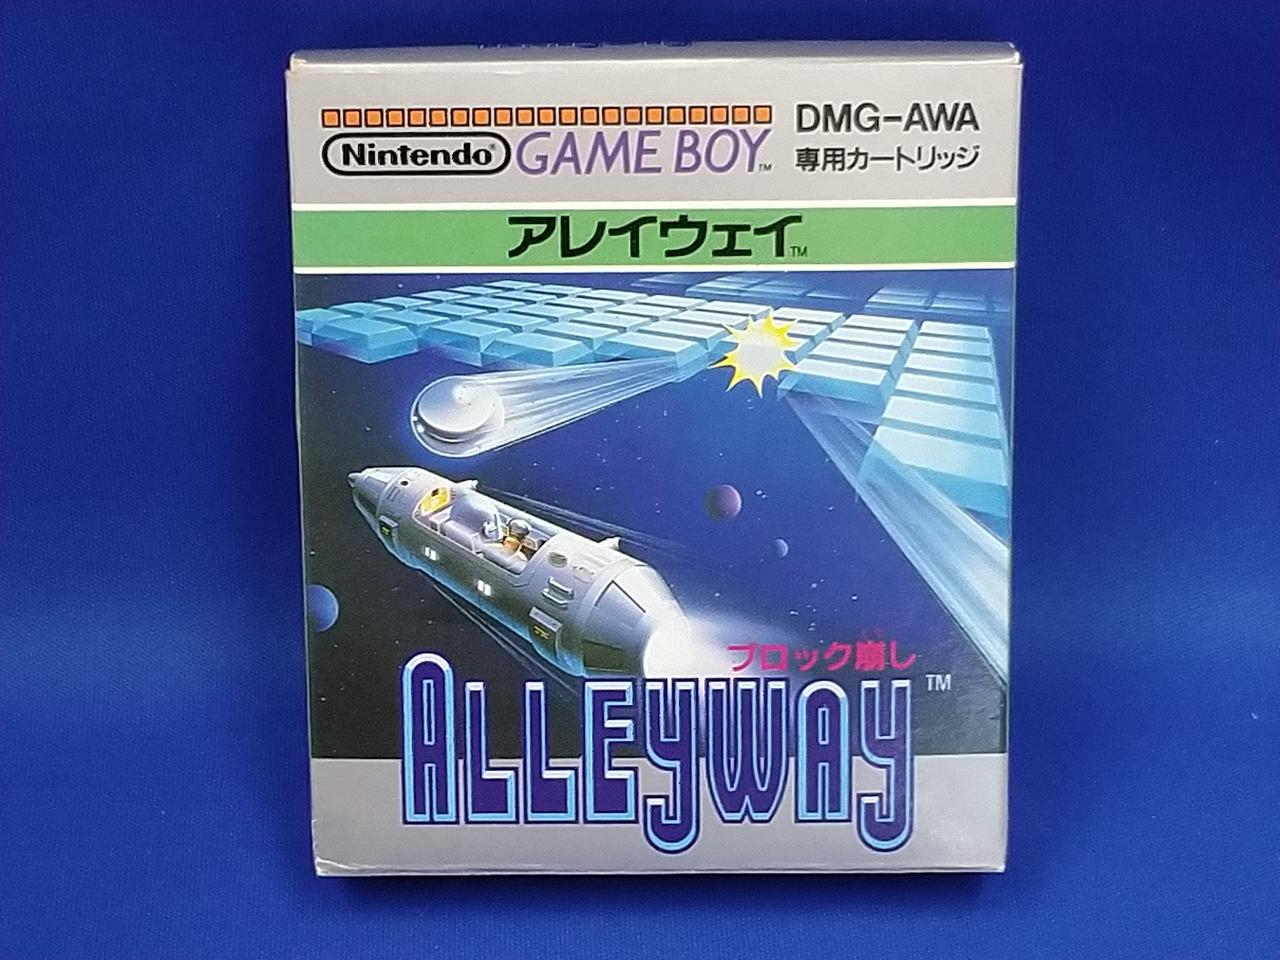 Nintendo® GAME BOY™
DMG-AWA
専用カートリッジ
アレイウェイ™
ブロック崩し
ALLEYWAY™